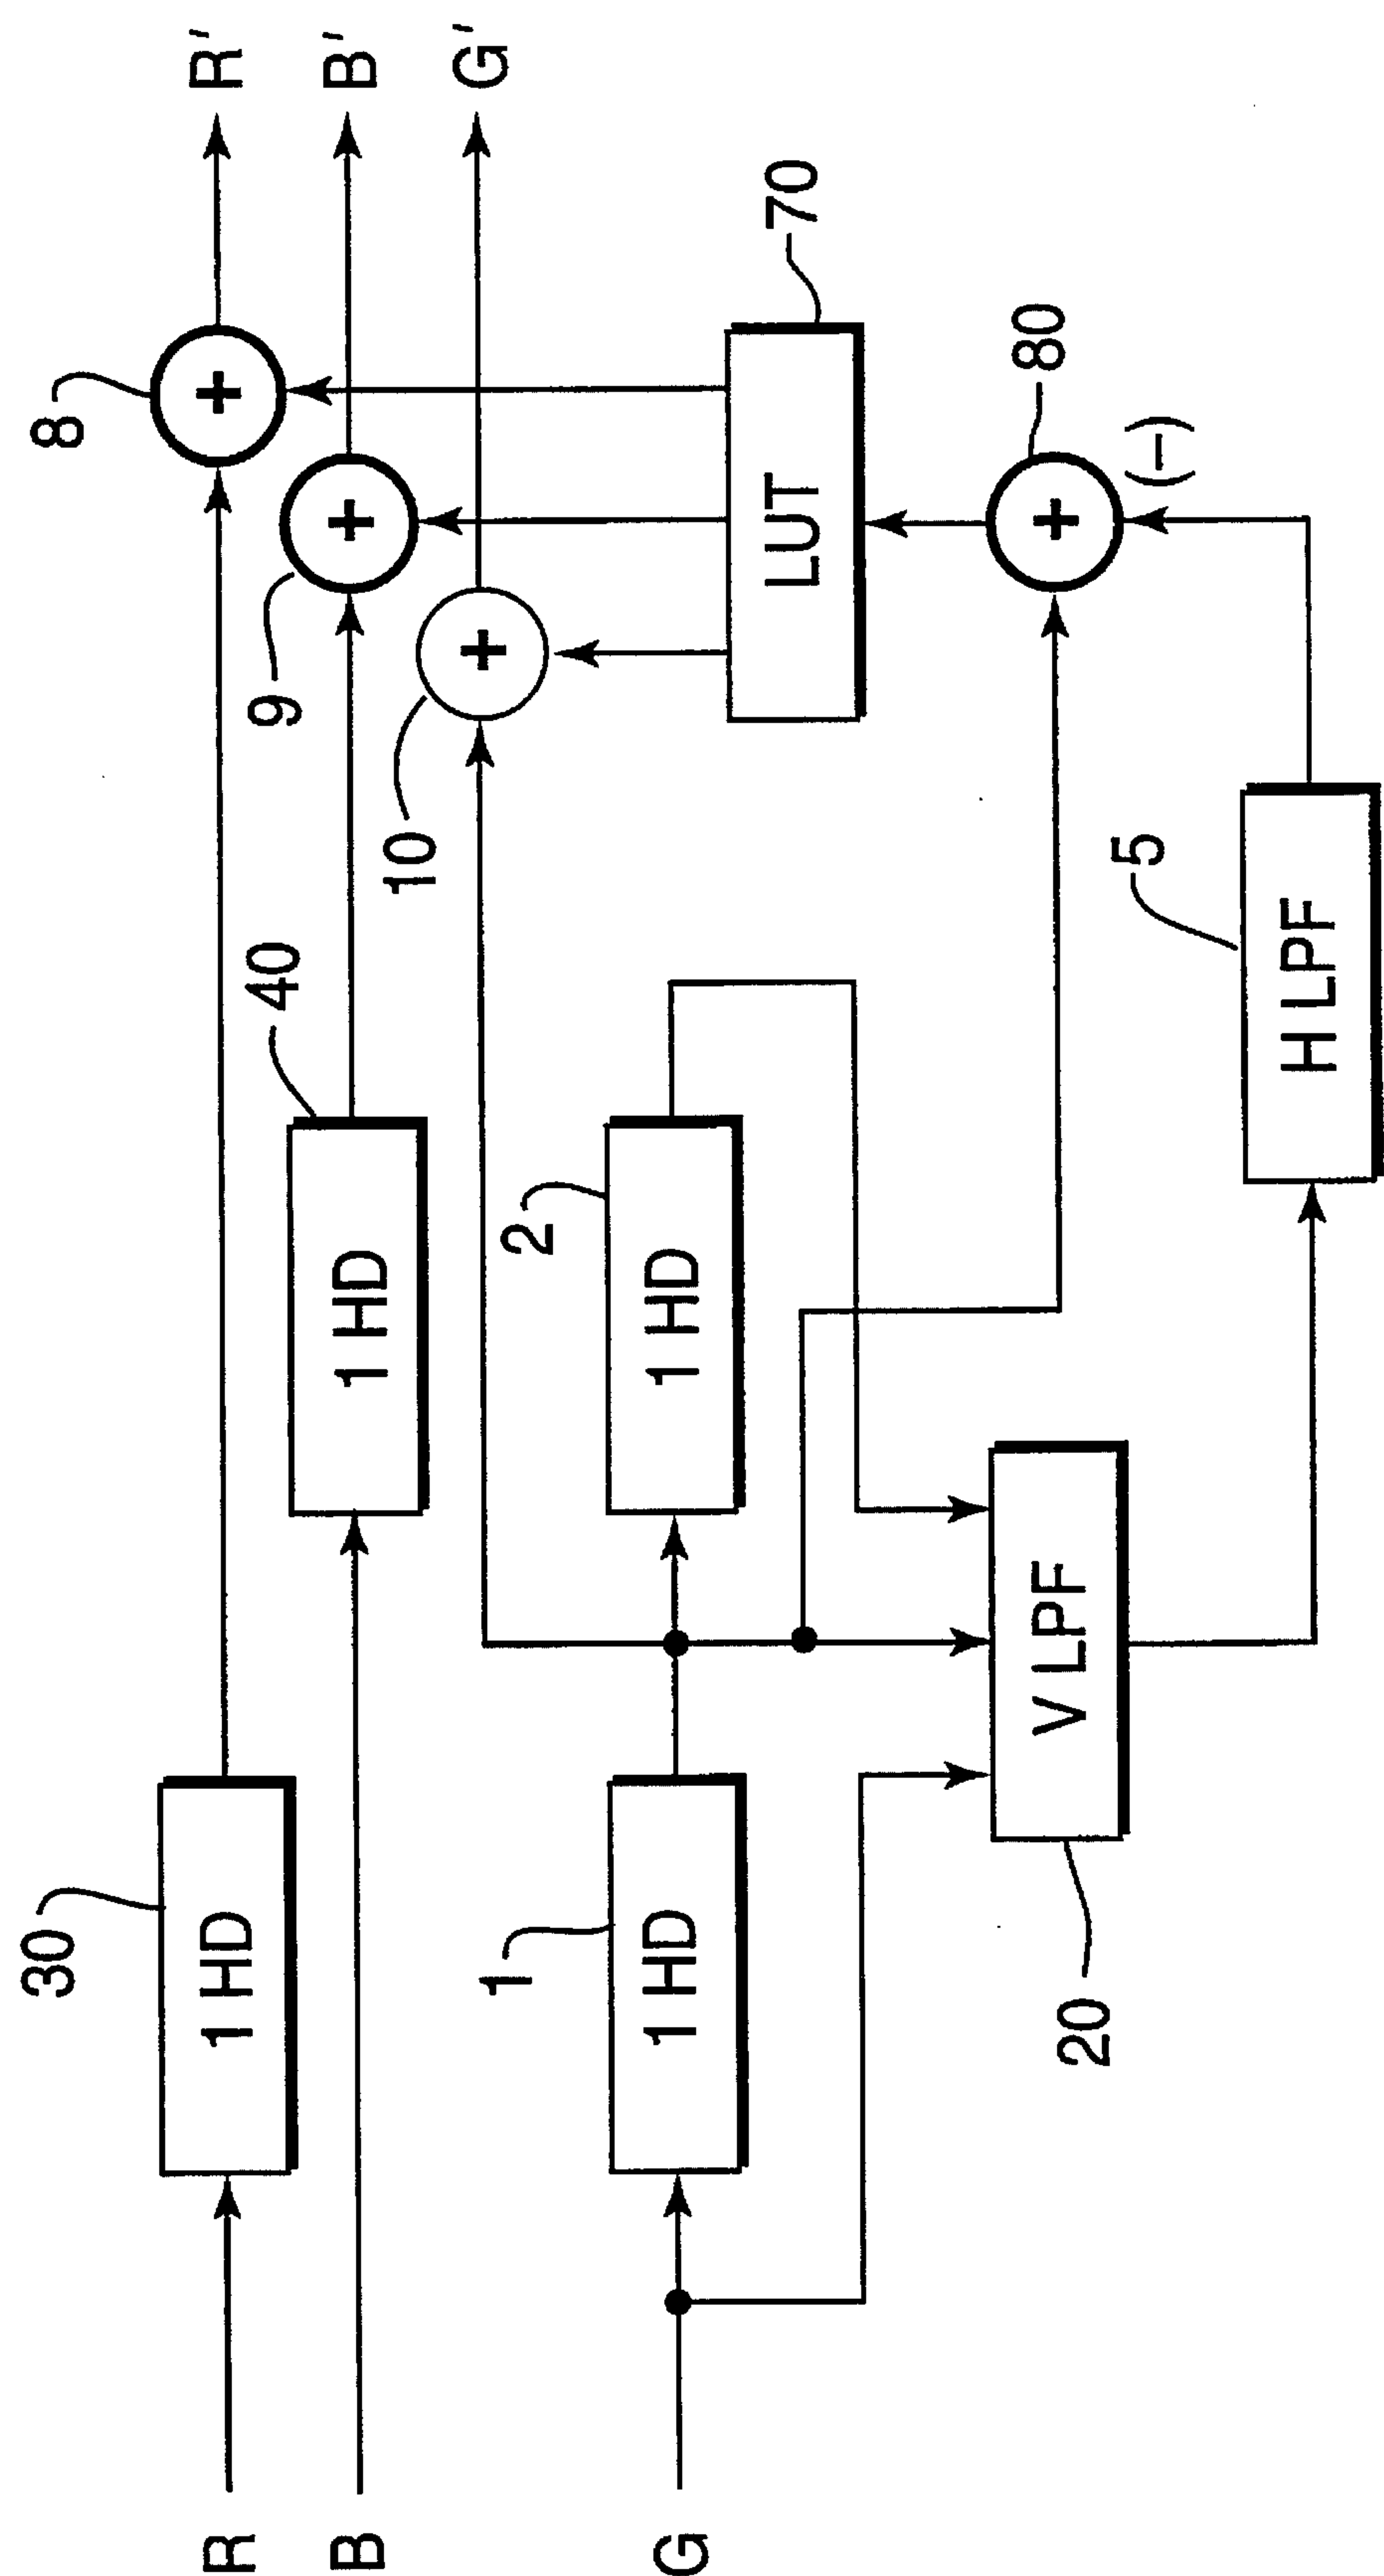 R
B
G
30
1 HD
1
1 HD
20
V LPF
40
1 HD
2
1 HD
5
H LPF
8
+
9
+
10
+
LUT
70
+
80
(−)
R′
B′
G′